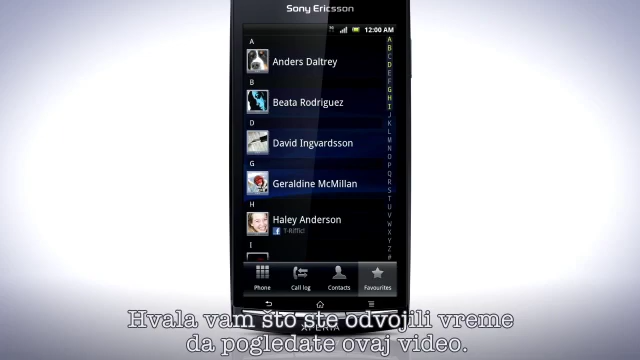 Sony Ericsson
12:00 AM
A
Anders Daltrey
B
Beata Rodriguez
D
David Ingvardsson
G
Geraldine McMillan
H
Haley Anderson
T-Riffic!
I
A
B
C
D
E
F
G
H
I
J
K
L
M
N
O
P
Q
R
S
T
U
V
W
X
Y
Z
#
Phone
Call log
Contacts
Favourites
XPERIA
Hvala vam što ste odvojili vreme
da pogledate ovaj video.